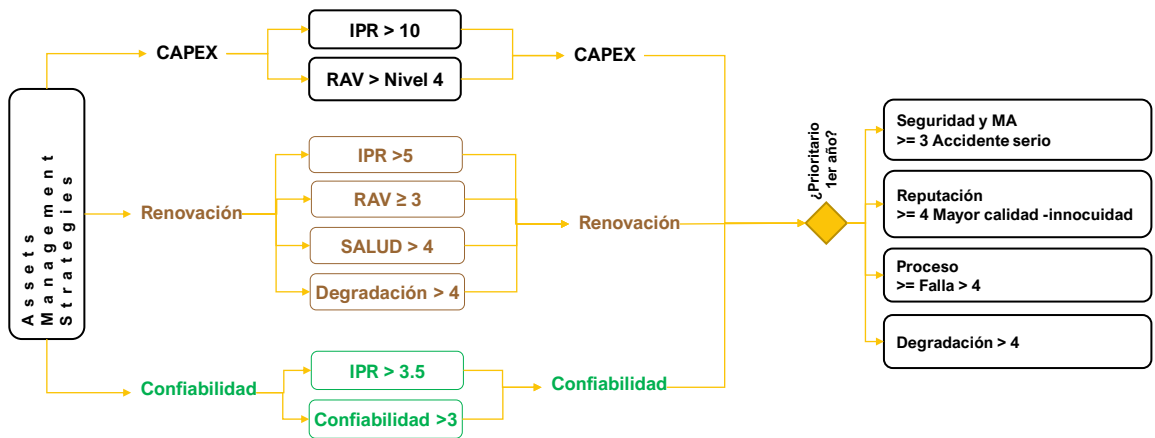 Assets
Management
Strategies
CAPEX
IPR > 10
RAV > Nivel 4
CAPEX
Renovación
IPR >5
RAV ≥ 3
SALUD > 4
Degradación > 4
Renovación
Confiabilidad
IPR > 3.5
Confiabilidad >3
Confiabilidad
¿Prioritario
1er año?
Seguridad y MA
>= 3 Accidente serio
Reputación
>= 4 Mayor calidad -innocuidad
Proceso
>= Falla > 4
Degradación > 4